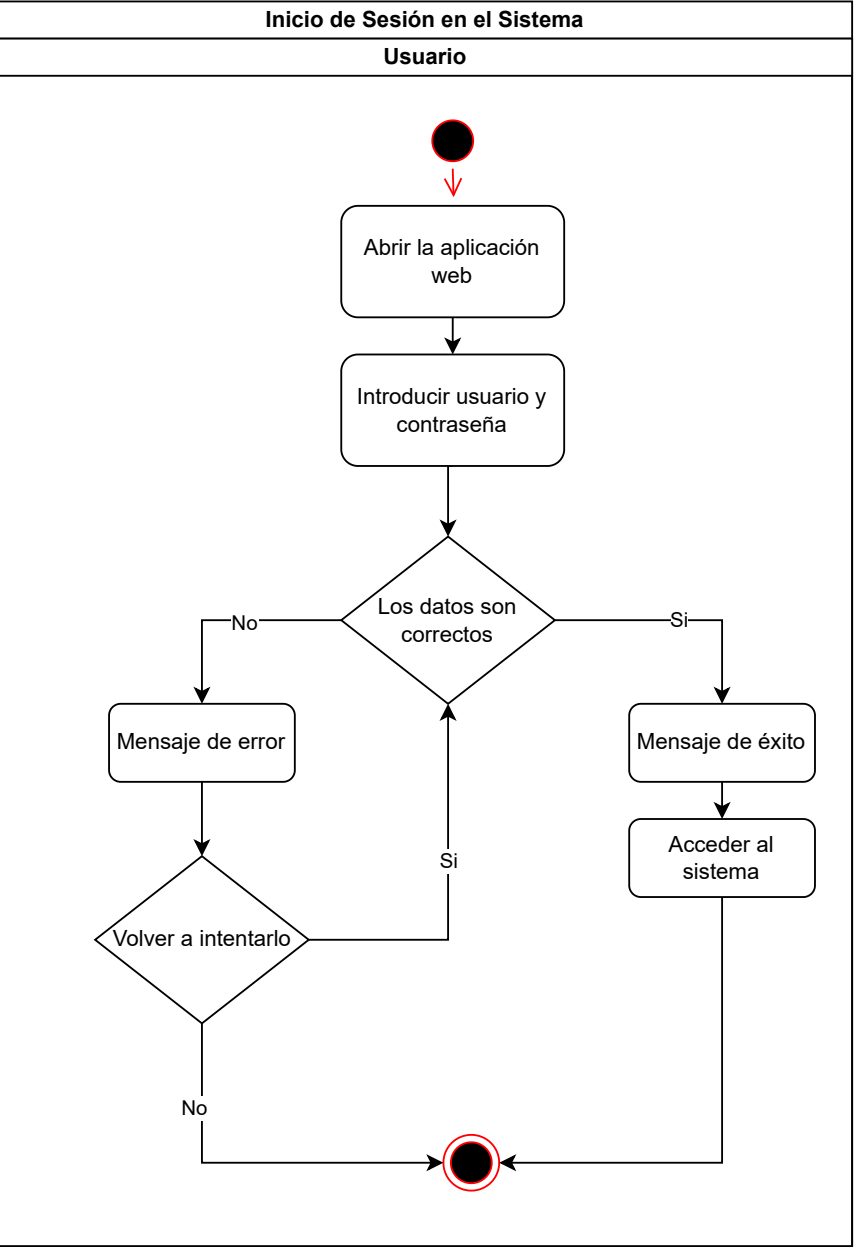 Inicio de Sesión en el Sistema
Usuario
Abrir la aplicación
web
Introducir usuario y
contraseña
Los datos son
correctos
No
Si
Mensaje de error
Mensaje de éxito
Acceder al
sistema
Si
Volver a intentarlo
No